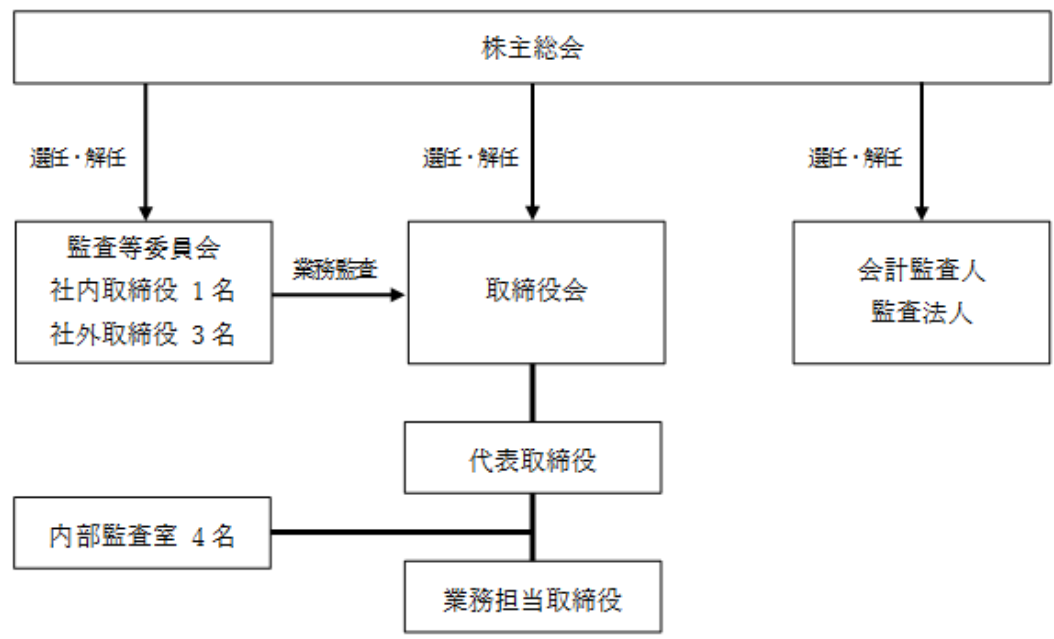 株主総会
選任・解任
選任・解任
選任・解任
監査等委員会
社内取締役 1 名
社外取締役 3 名
業務監査
取締役会
会計監査人
監査法人
代表取締役
内部監査室 4 名
業務担当取締役